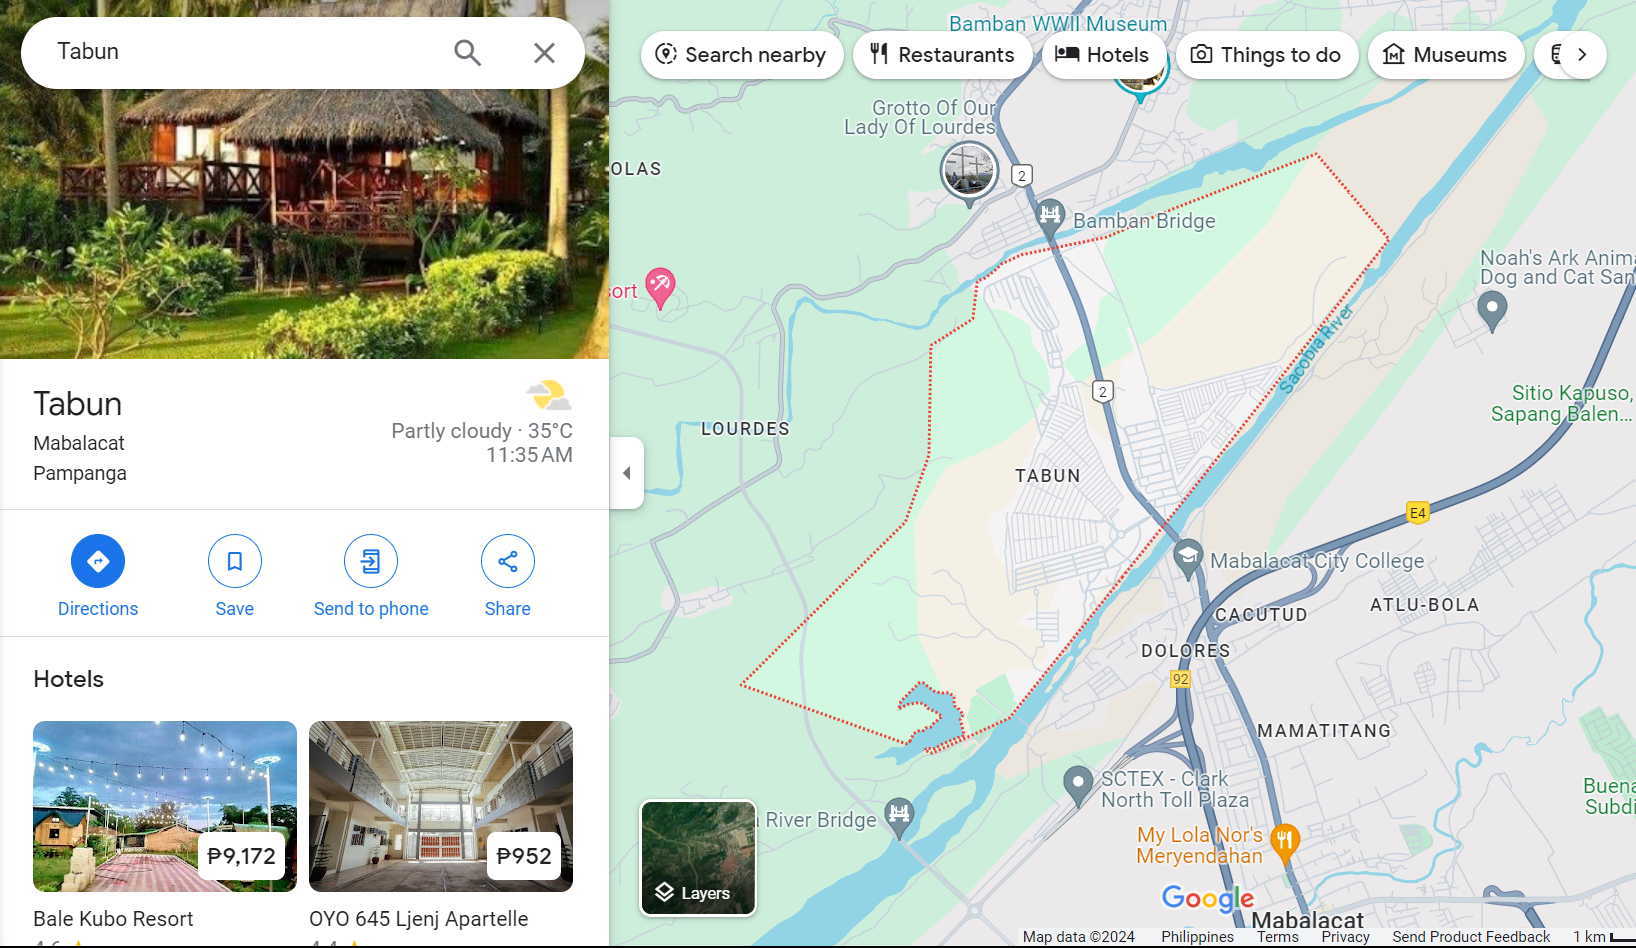 Tabun
Tabun
Mabalacat
Pampanga
Partly cloudy · 35°C
11:35 AM
Directions
Save
Send to phone
Share
Hotels
₱9,172
₱952
Bale Kubo Resort
OYO 645 Ljenj Apartelle
4.6
4.4
Search nearby
Restaurants
Hotels
Things to do
Museums
Bamban WWII Museum
Grotto Of Our
Lady Of Lourdes
OLAS
2
Bamban Bridge
Noah's Ark Anima
Dog and Cat San
sort
Sacobia River
2
Sitio Kapuso,
Sapang Balen...
LOURDES
TABUN
E4
Mabalacat City College
CACUTUD
ATLU-BOLA
DOLORES
92
MAMATITANG
SCTEX - Clark
North Toll Plaza
Buena
Subdi
a River Bridge
My Lola Nor's
Meryendahan
Layers
Google
Mabalacat
Map data ©2024
Philippines
Terms
Privacy
Send Product Feedback
1 km